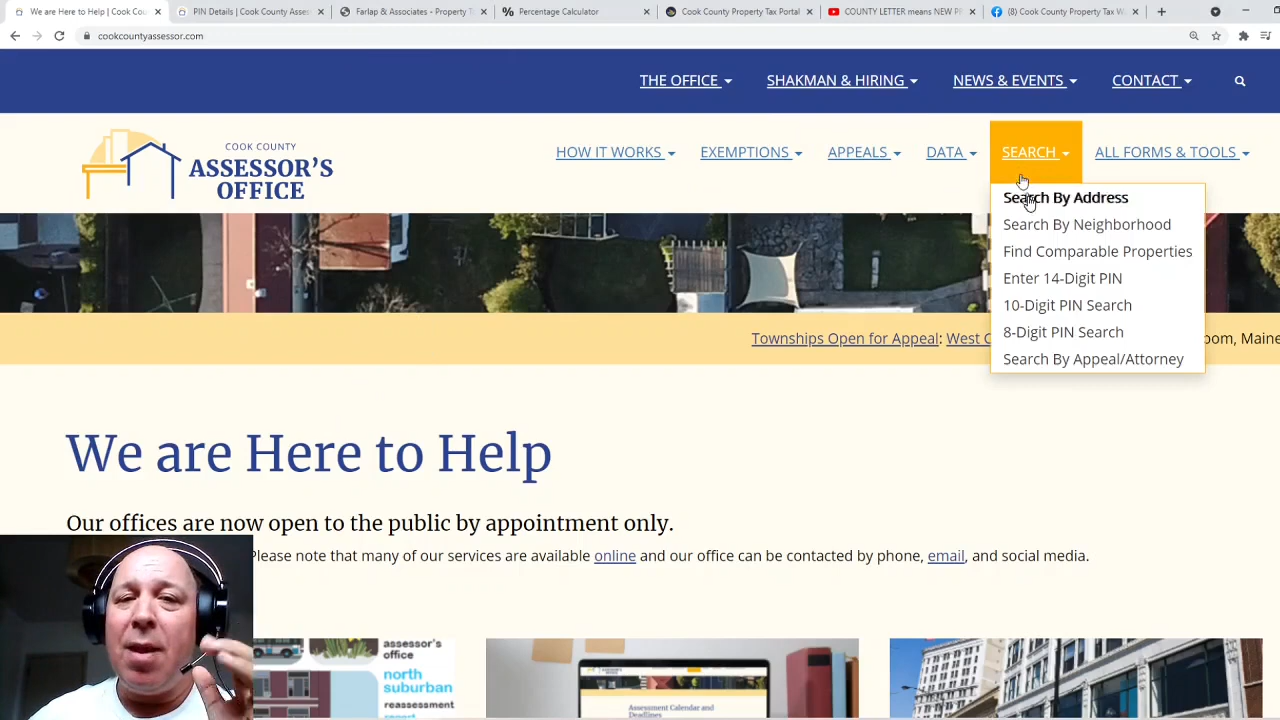 We are Here to Help | Cook Cou
PIN Details | Cook County Asses
Farlap & Associates - Property T
Percentage Calculator
Cook County Property Tax Portal
COUNTY LETTER means NEW PR
(8) Cook County Property Tax W
cookcountyassessor.com
THE OFFICE
SHAKMAN & HIRING
NEWS & EVENTS
CONTACT
COOK COUNTY
ASSESSOR'S
OFFICE
HOW IT WORKS
EXEMPTIONS
APPEALS
DATA
SEARCH
ALL FORMS & TOOLS
Search By Address
Search By Neighborhood
Find Comparable Properties
Enter 14-Digit PIN
10-Digit PIN Search
8-Digit PIN Search
Search By Appeal/Attorney
Townships Open for Appeal: West C oom, Maine
We are Here to Help
Our offices are now open to the public by appointment only.
Please note that many of our services are available online and our office can be contacted by phone, email, and social media.
assessor's
office
north
suburban
reassessment
report
Assessment Calendar and
Deadlines